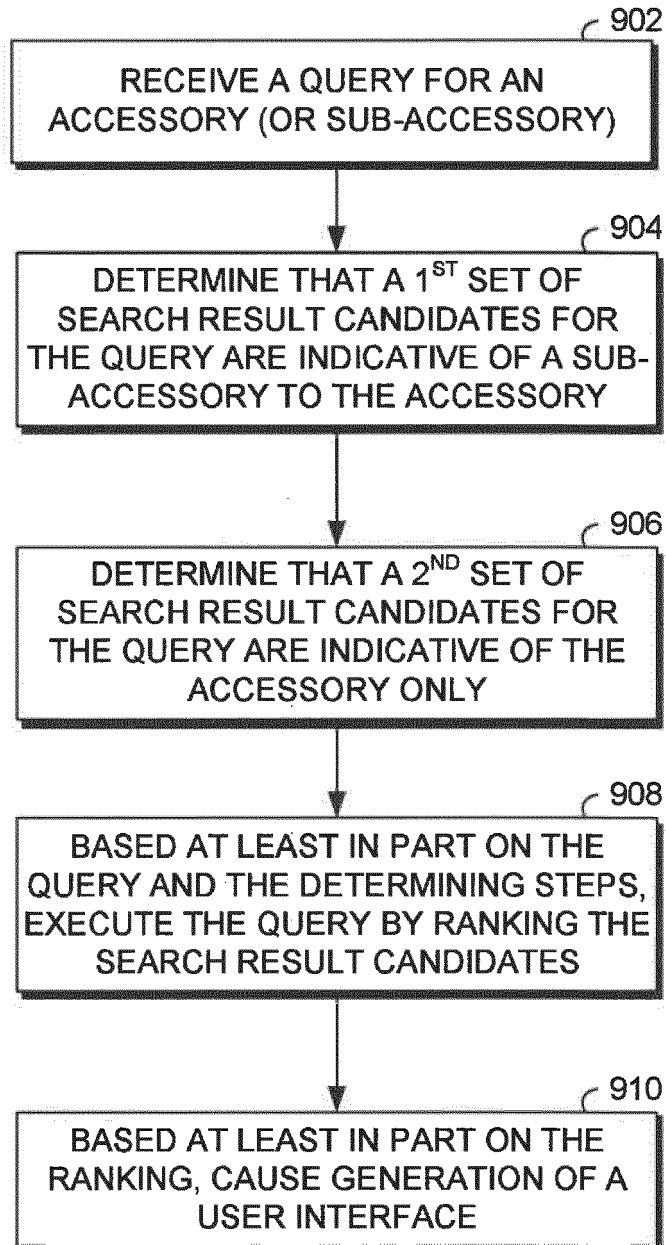 902
RECEIVE A QUERY FOR AN
ACCESSORY (OR SUB-ACCESSORY)
904
DETERMINE THAT A 1ST SET OF
SEARCH RESULT CANDIDATES FOR
THE QUERY ARE INDICATIVE OF A SUB-
ACCESSORY TO THE ACCESSORY
906
DETERMINE THAT A 2ND SET OF
SEARCH RESULT CANDIDATES FOR
THE QUERY ARE INDICATIVE OF THE
ACCESSORY ONLY
908
BASED AT LEAST IN PART ON THE
QUERY AND THE DETERMINING STEPS,
EXECUTE THE QUERY BY RANKING THE
SEARCH RESULT CANDIDATES
910
BASED AT LEAST IN PART ON THE
RANKING, CAUSE GENERATION OF A
USER INTERFACE